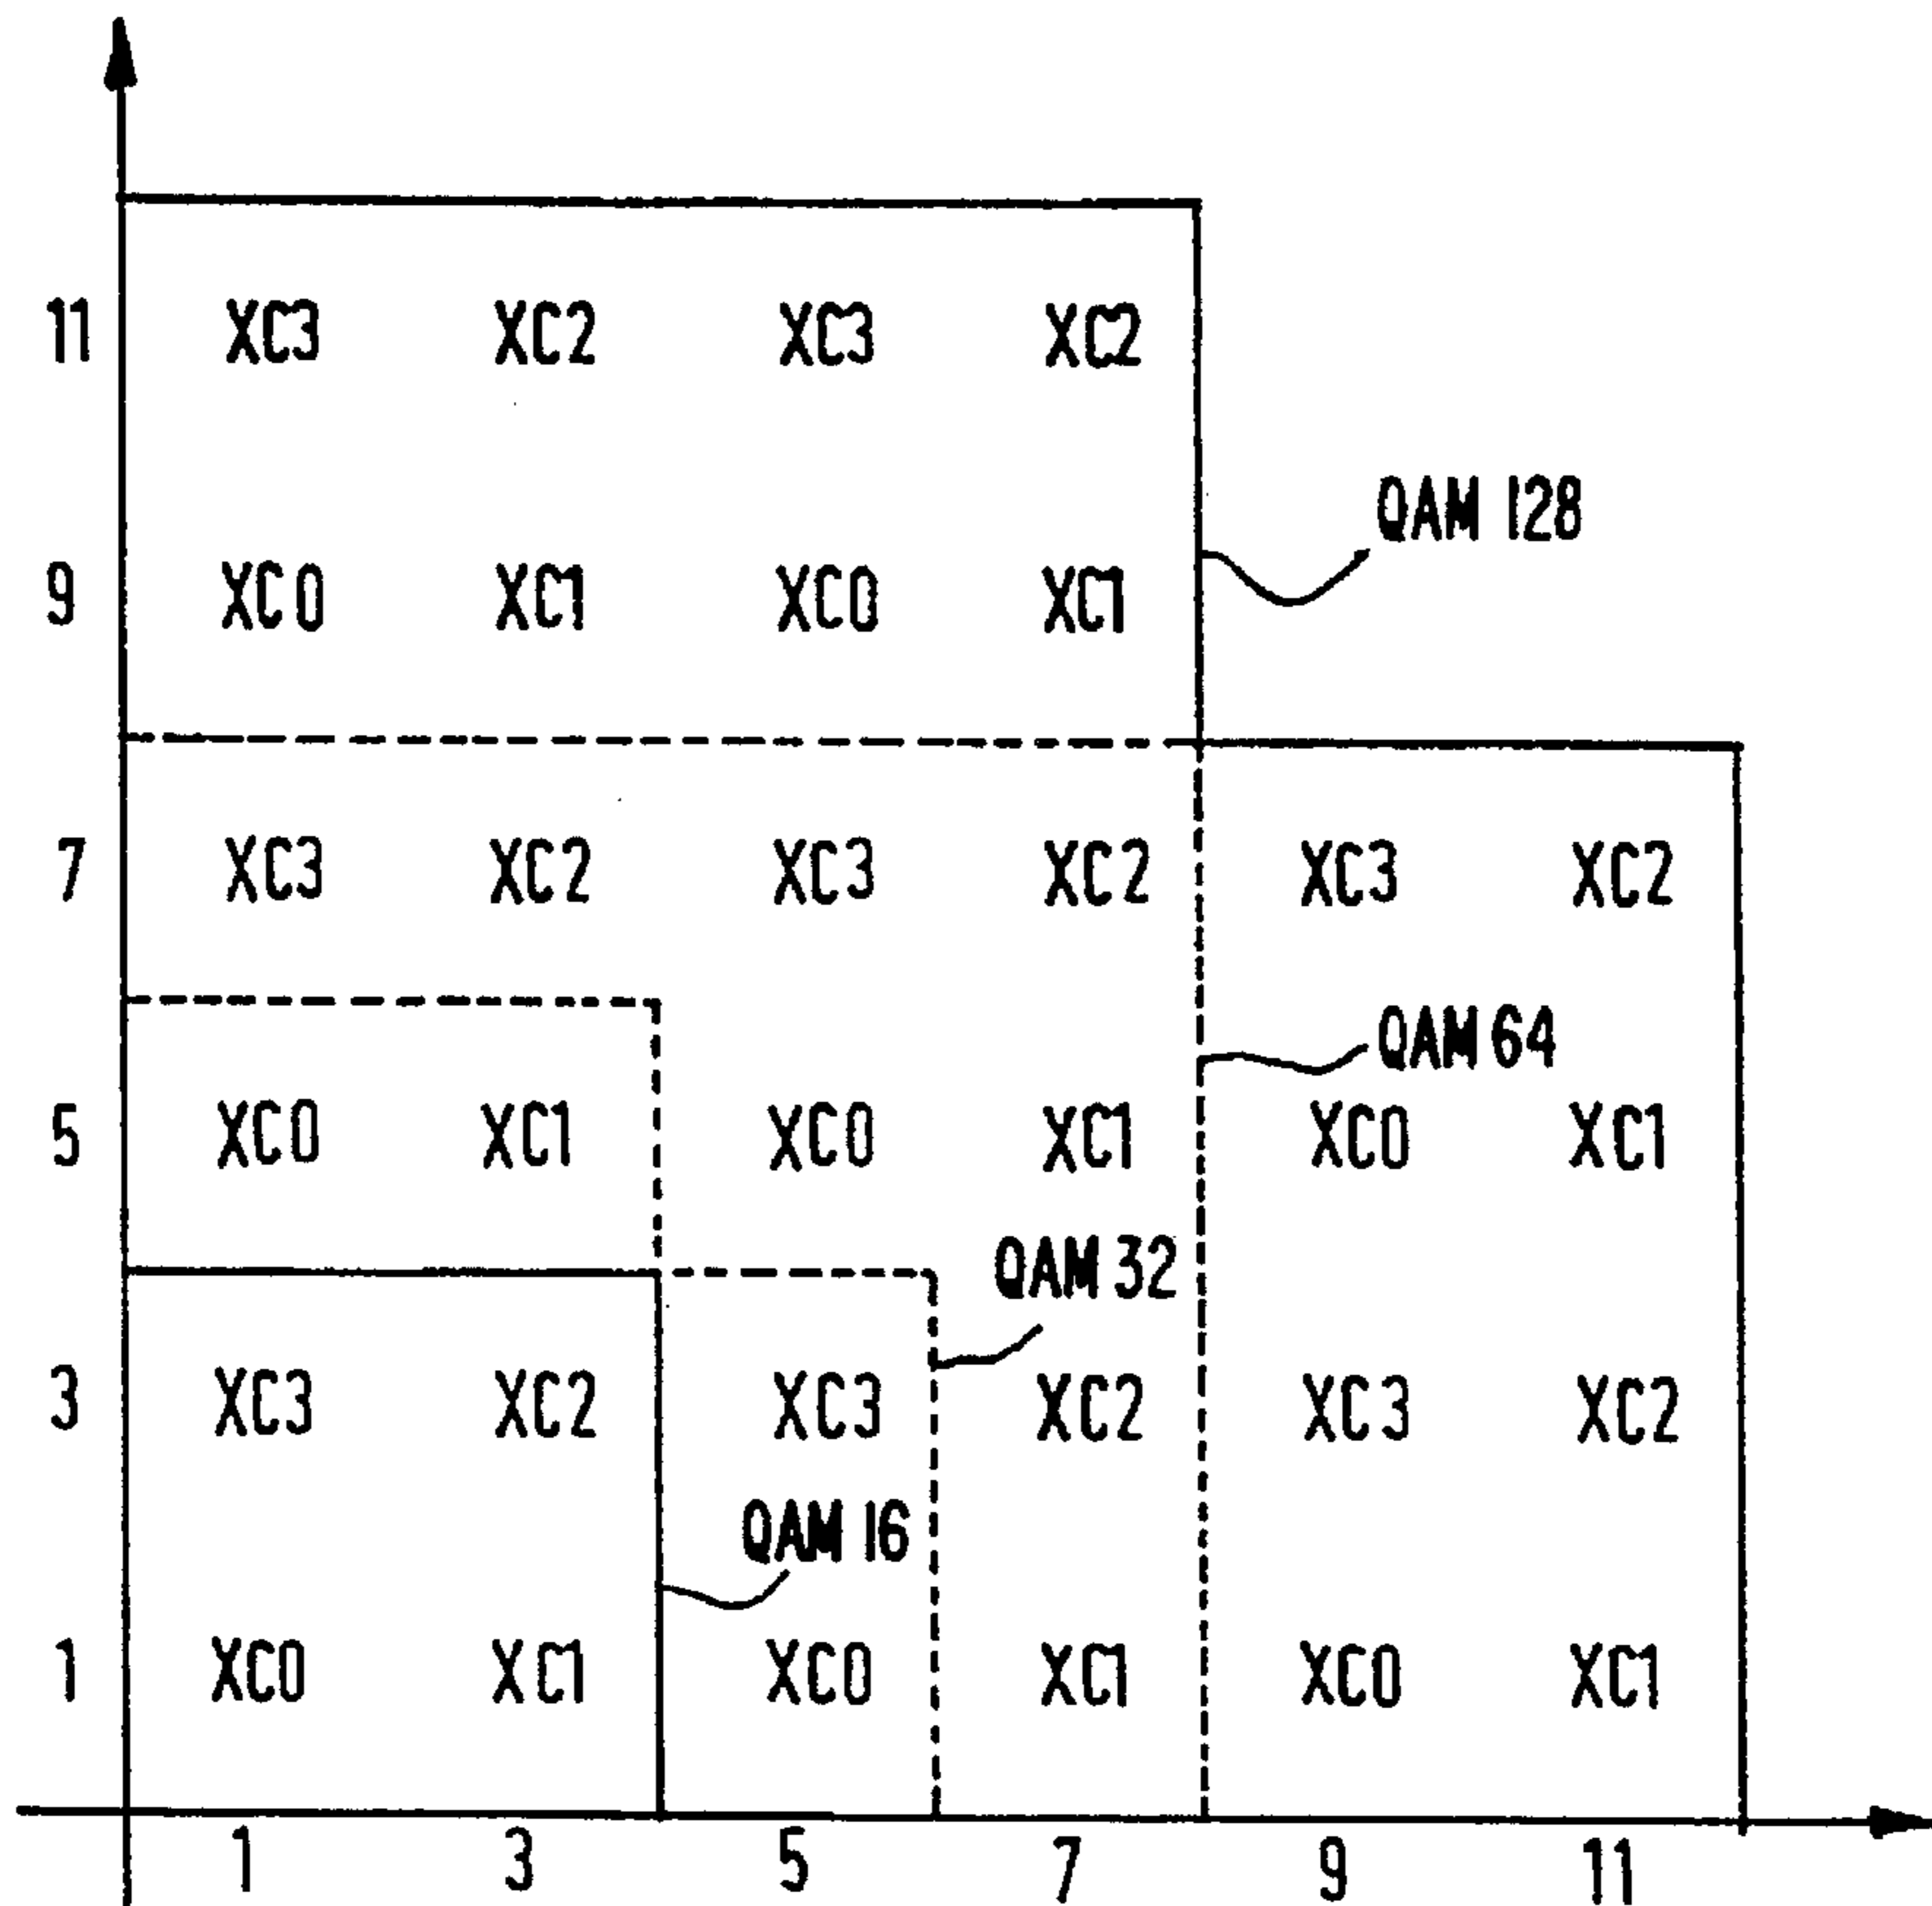 11 XC3 XC2 XC3 XC2
QAM 128
9 XC0 XC1 XC0 XC1
7 XC3 XC2 XC3 XC2 XC3 XC2
QAM 64
5 XC0 XC1 XC0 XC1 XC0 XC1
QAM 32
3 XC3 XC2 XC3 XC2 XC3 XC2
QAM 16
1 XC0 XC1 XC0 XC1 XC0 XC1
1 3 5 7 9 11